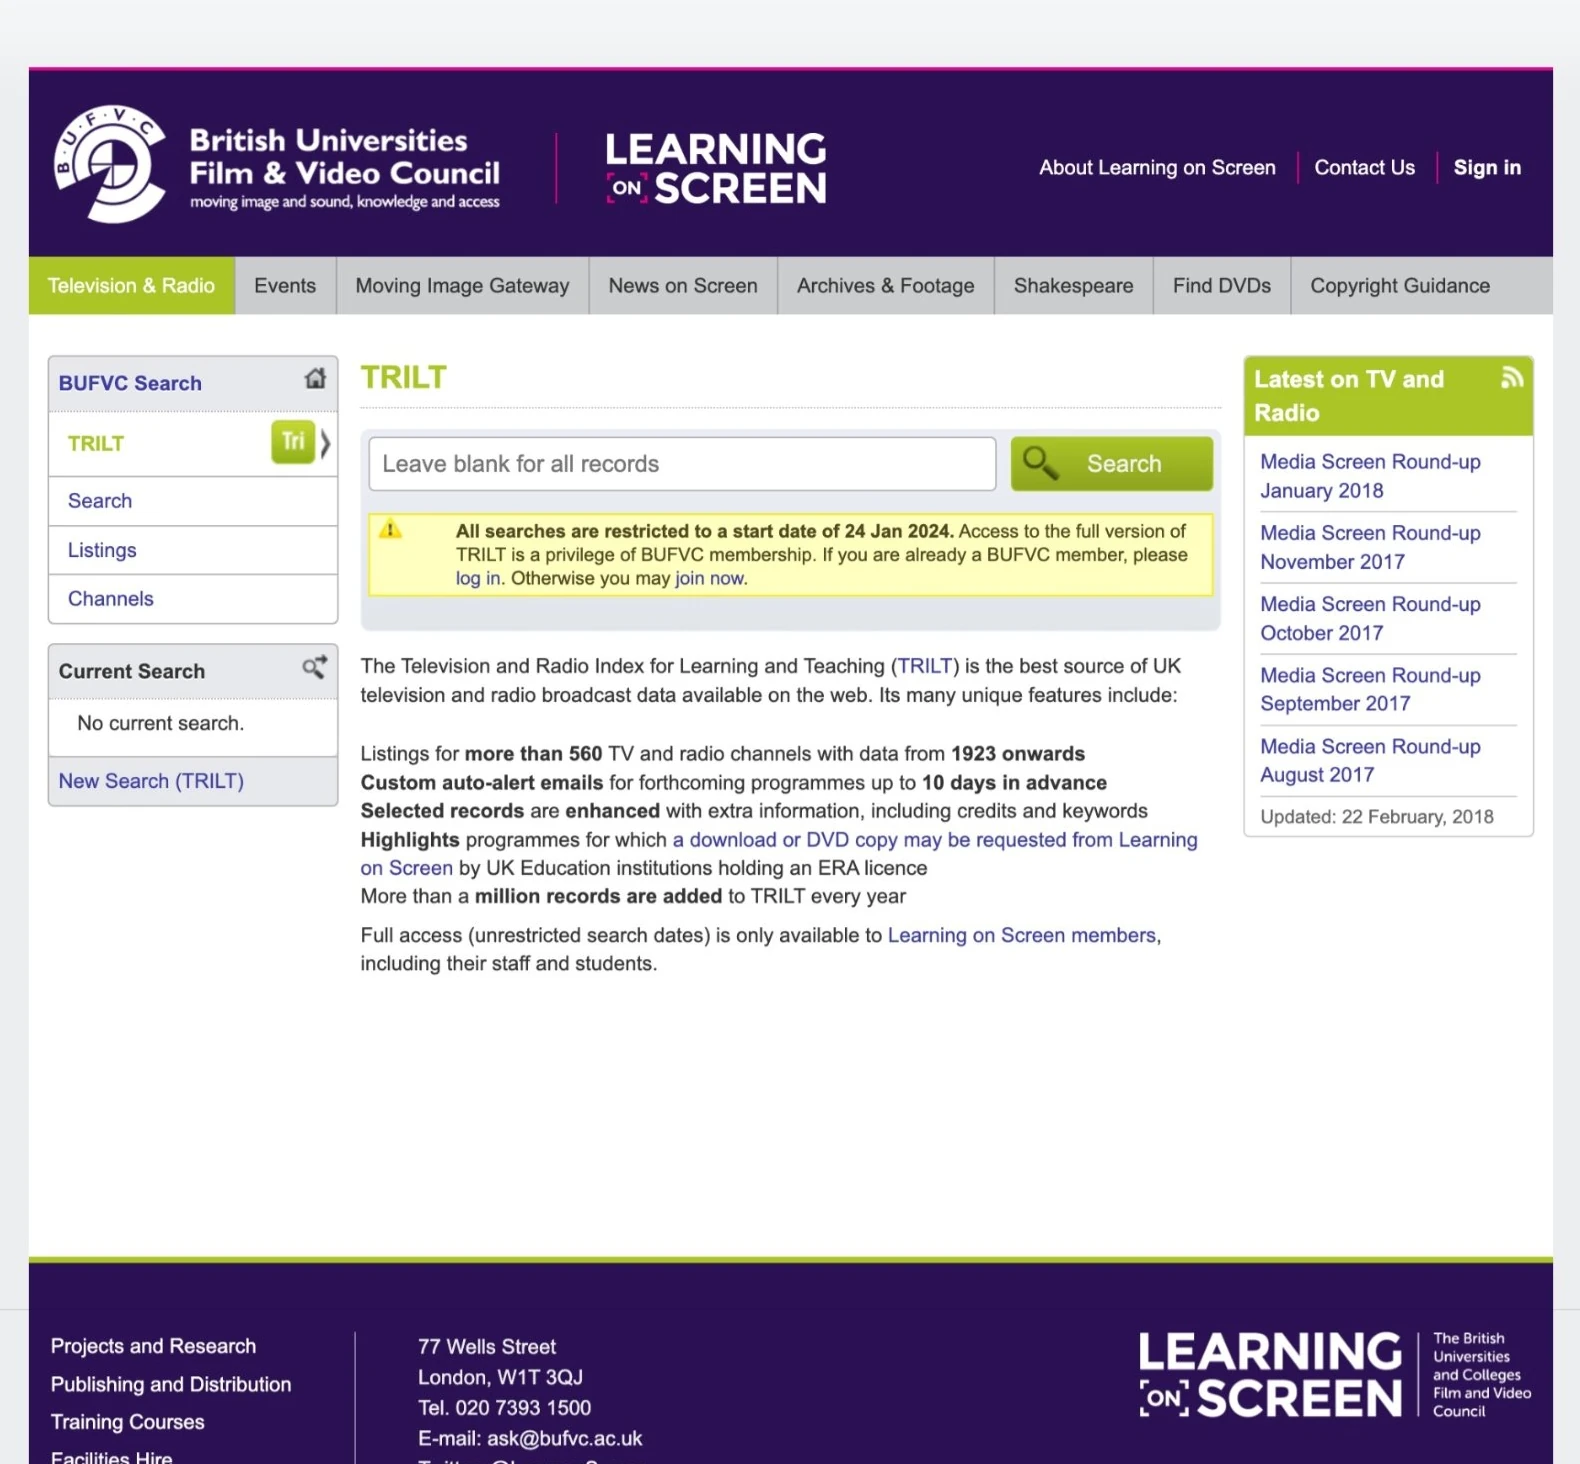 B·U·F·V·C
British Universities
Film & Video Council
moving image and sound, knowledge and access
LEARNING
ON SCREEN
About Learning on Screen
Contact Us
Sign in
Television & Radio
Events
Moving Image Gateway
News on Screen
Archives & Footage
Shakespeare
Find DVDs
Copyright Guidance
BUFVC Search
TRILT
Tri
Search
Listings
Channels
Current Search
No current search.
New Search (TRILT)
TRILT
Leave blank for all records
Search
All searches are restricted to a start date of 24 Jan 2024. Access to the full version of
TRILT is a privilege of BUFVC membership. If you are already a BUFVC member, please
log in. Otherwise you may join now.
The Television and Radio Index for Learning and Teaching (TRILT) is the best source of UK
television and radio broadcast data available on the web. Its many unique features include:
Listings for more than 560 TV and radio channels with data from 1923 onwards
Custom auto-alert emails for forthcoming programmes up to 10 days in advance
Selected records are enhanced with extra information, including credits and keywords
Highlights programmes for which a download or DVD copy may be requested from Learning
on Screen by UK Education institutions holding an ERA licence
More than a million records are added to TRILT every year
Full access (unrestricted search dates) is only available to Learning on Screen members,
including their staff and students.
Latest on TV and
Radio
Media Screen Round-up
January 2018
Media Screen Round-up
November 2017
Media Screen Round-up
October 2017
Media Screen Round-up
September 2017
Media Screen Round-up
August 2017
Updated: 22 February, 2018
Projects and Research
Publishing and Distribution
Training Courses
Facilities Hire
77 Wells Street
London, W1T 3QJ
Tel. 020 7393 1500
E-mail: ask@bufvc.ac.uk
LEARNING
ON SCREEN
The British
Universities
and Colleges
Film and Video
Council